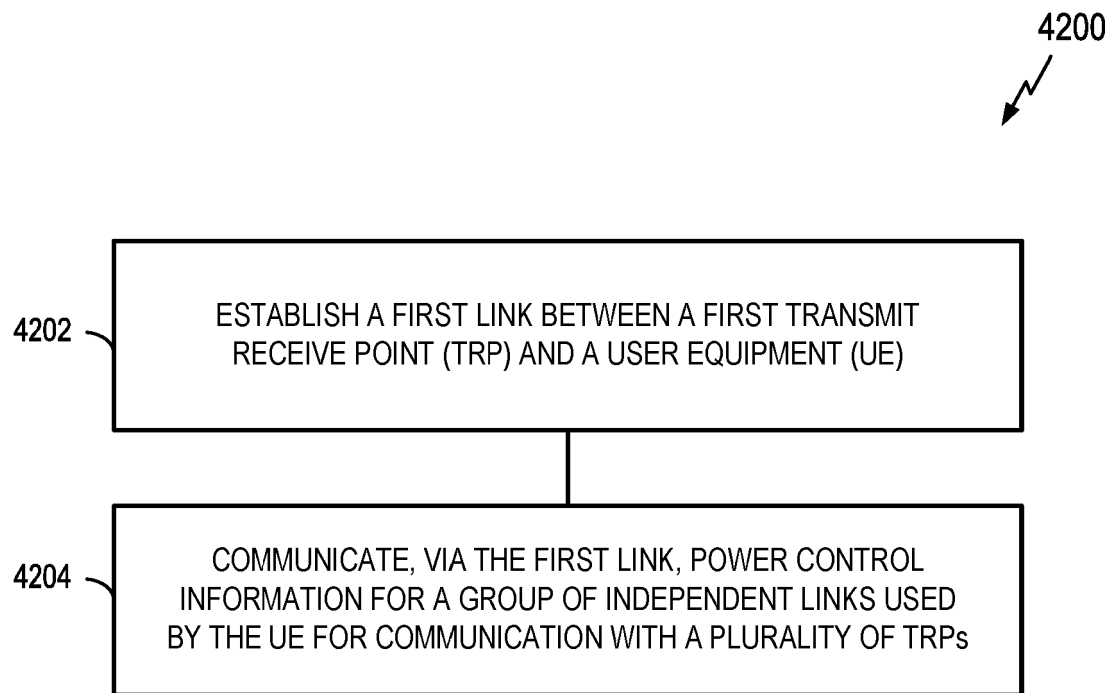 4200
4202
ESTABLISH A FIRST LINK BETWEEN A FIRST TRANSMIT
RECEIVE POINT (TRP) AND A USER EQUIPMENT (UE)
4204
COMMUNICATE, VIA THE FIRST LINK, POWER CONTROL
INFORMATION FOR A GROUP OF INDEPENDENT LINKS USED
BY THE UE FOR COMMUNICATION WITH A PLURALITY OF TRPs